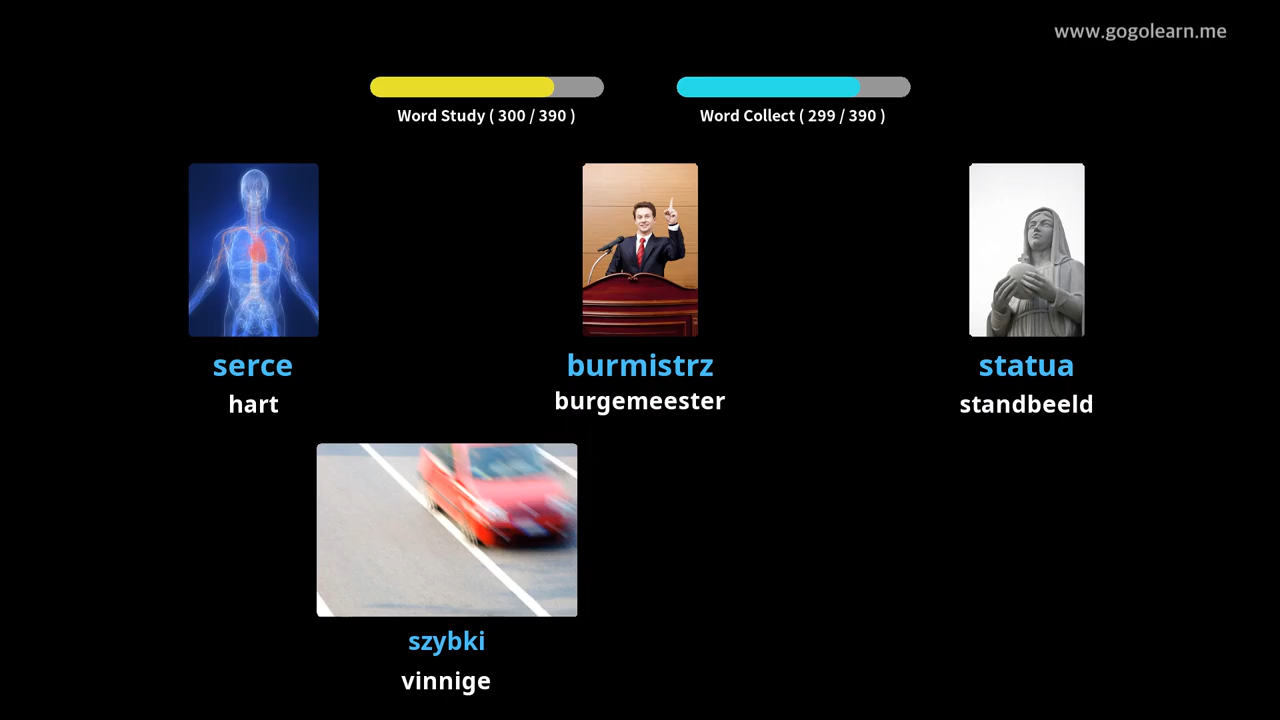 www.gogolearn.me
Word Study ( 300 / 390 )
Word Collect ( 299 / 390 )
serce
hart
burmistrz
burgemeester
statua
standbeeld
szybki
vinnige